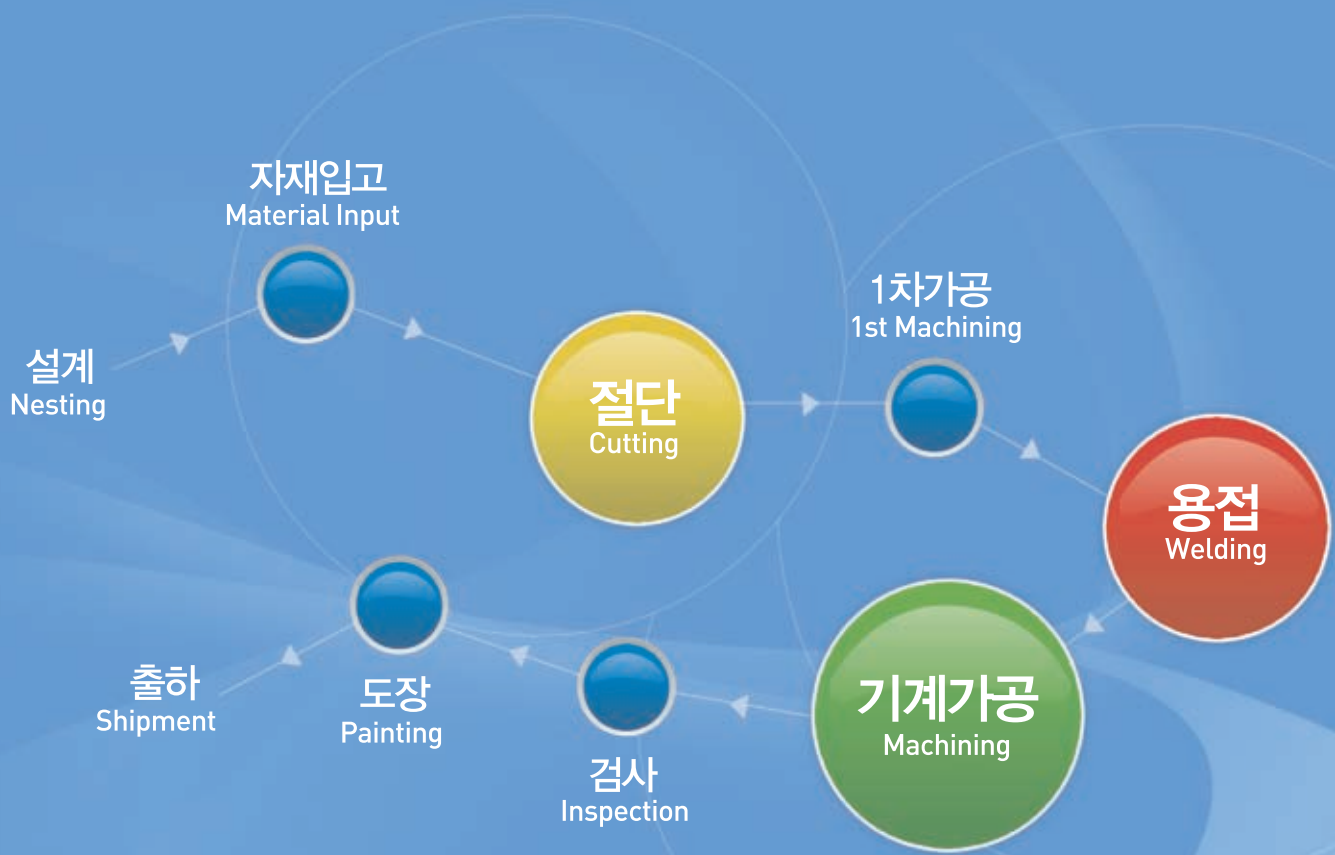 설계
Nesting
자재입고
Material Input
절단
Cutting
1차가공
1st Machining
용접
Welding
기계가공
Machining
검사
Inspection
도장
Painting
출하
Shipment